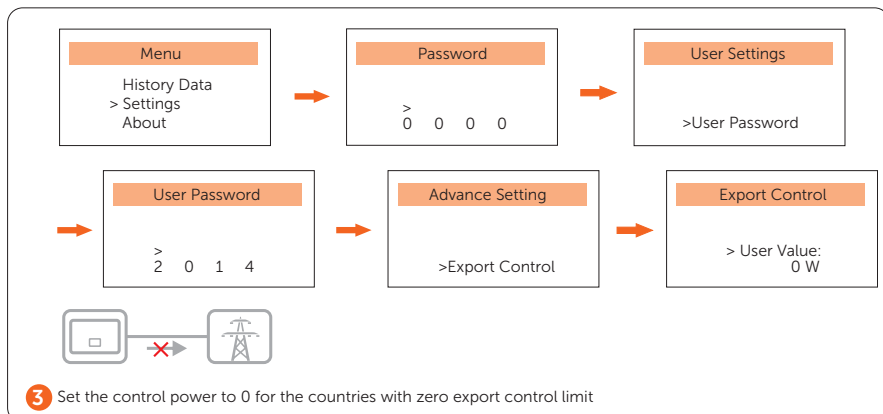 Menu
History Data
> Settings
About
Password
>
0 0 0 0
User Settings
>User Password
User Password
>
2 0 1 4
Advance Setting
>Export Control
Export Control
> User Value:
0 W
3 Set the control power to 0 for the countries with zero export control limit